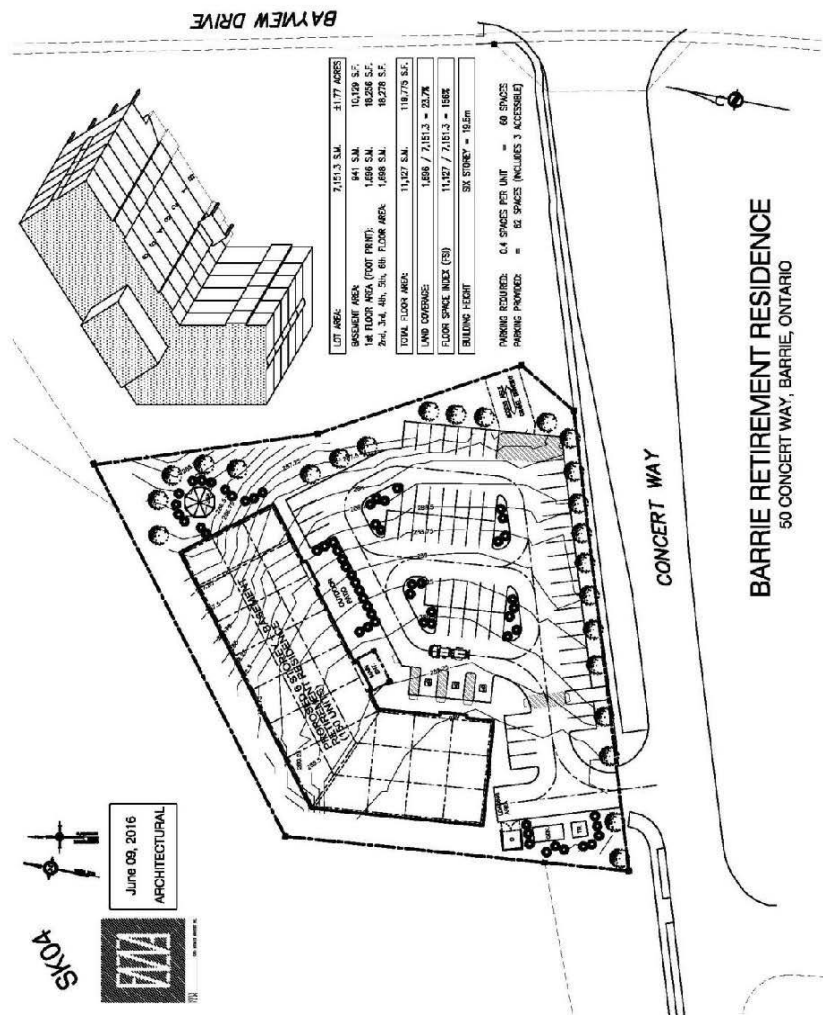 BAYVIEW DRIVE
LOT AREA: 7,151.3 S.M. ±1.77 ACRES
BASEMENT AREA: 941 S.M. 10,129 S.F.
1st FLOOR AREA (FOOT PRINT): 1,696 S.M. 18,256 S.F.
2nd, 3rd, 4th, 5th, 6th FLOOR AREA: 1,698 S.M. 18,278 S.F.
TOTAL FLOOR AREA: 11,127 S.M. 119,775 S.F.
LAND COVERAGE: 1,696 / 7,151.3 = 23.7%
FLOOR SPACE INDEX (FSI) 11,127 / 7,151.3 = 156%
BUILDING HEIGHT SIX STOREY = 19.5m
PARKING REQUIRED: 0.4 SPACES PER UNIT = 60 SPACES
PARKING PROVIDED: = 62 SPACES (INCLUDES 3 ACCESSIBLE)
PROPOSED 6 STOREY + BASEMENT
RETIREMENT RESIDENCE
(150 UNITS)
OUTDOOR
PATIO
CONCERT WAY
BARRIE RETIREMENT RESIDENCE
50 CONCERT WAY, BARRIE, ONTARIO
June 09, 2016
ARCHITECTURAL
SK04